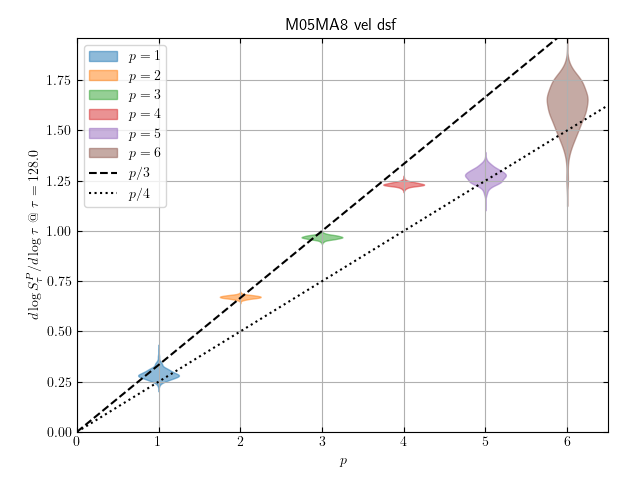 M05MA8 vel dsf
d log S_τ^p / d log τ @ τ = 128.0
1.75
1.50
1.25
1.00
0.75
0.50
0.25
0.00
p = 1
p = 2
p = 3
p = 4
p = 5
p = 6
p/3
p/4
0
1
2
3
4
5
6
p